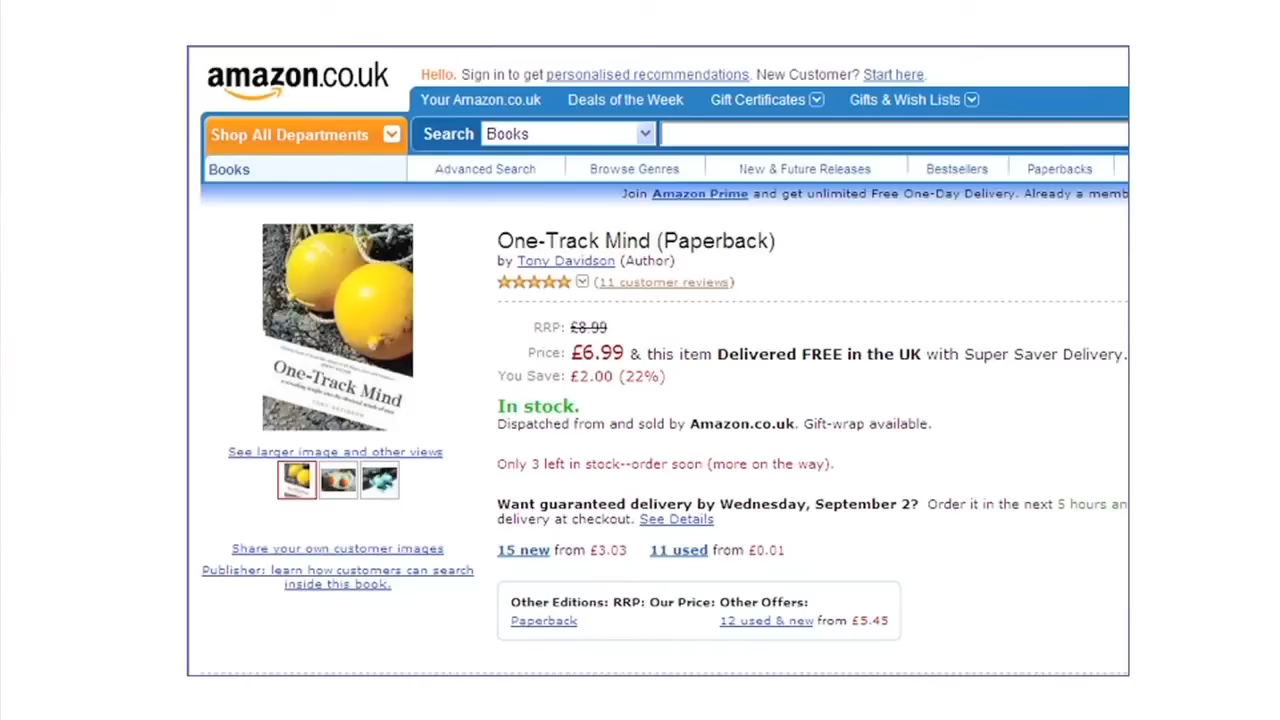 amazon.co.uk
Hello. Sign in to get personalised recommendations. New Customer? Start here.
Your Amazon.co.uk Deals of the Week Gift Certificates Gifts & Wish Lists
Shop All Departments Search Books
Books Advanced Search Browse Genres New & Future Releases Bestsellers Paperbacks
Join Amazon Prime and get unlimited Free One-Day Delivery. Already a memb
One-Track Mind (Paperback)
by Tony Davidson (Author)
(11 customer reviews)
RRP: £8.99
Price: £6.99 & this item Delivered FREE in the UK with Super Saver Delivery.
You Save: £2.00 (22%)
One-Track Mind
In stock.
Dispatched from and sold by Amazon.co.uk. Gift-wrap available.
See larger image and other views
Only 3 left in stock--order soon (more on the way).
Want guaranteed delivery by Wednesday, September 2? Order it in the next 5 hours an
delivery at checkout. See Details
Share your own customer images
15 new from £3.03 11 used from £0.01
Publisher: learn how customers can search
inside this book.
Other Editions: RRP: Our Price: Other Offers:
Paperback 12 used & new from £5.45